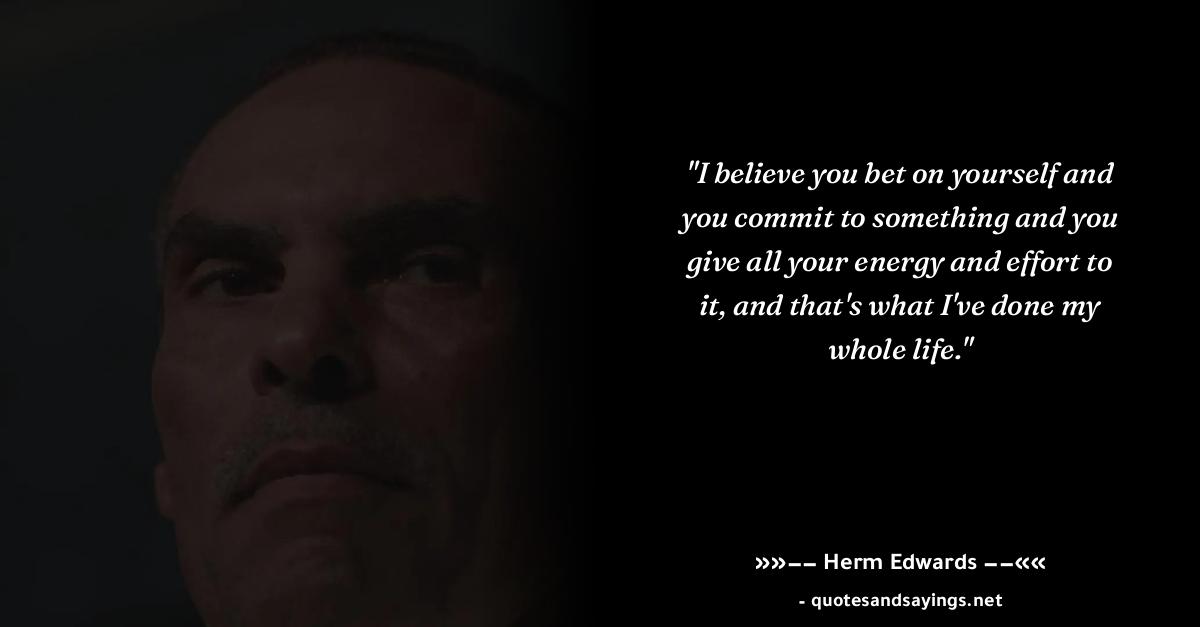 "I believe you bet on yourself and
you commit to something and you
give all your energy and effort to
it, and that's what I've done my
whole life."
»»−− Herm Edwards −−««
- quotesandsayings.net